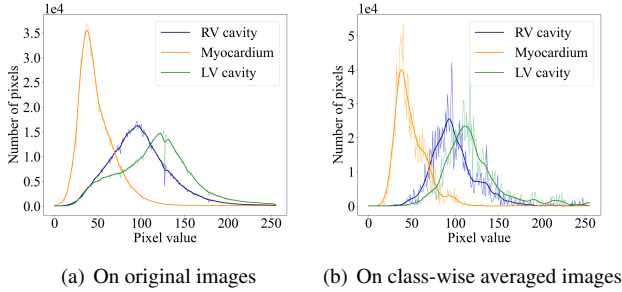 1e4
RV cavity
Myocardium
LV cavity
Number of pixels
3.5
3.0
2.5
2.0
1.5
1.0
0.5
0.0
0 50 100 150 200 250
Pixel value
(a) On original images
1e4
RV cavity
Myocardium
LV cavity
Number of pixels
5
4
3
2
1
0
0 50 100 150 200 250
Pixel value
(b) On class-wise averaged images